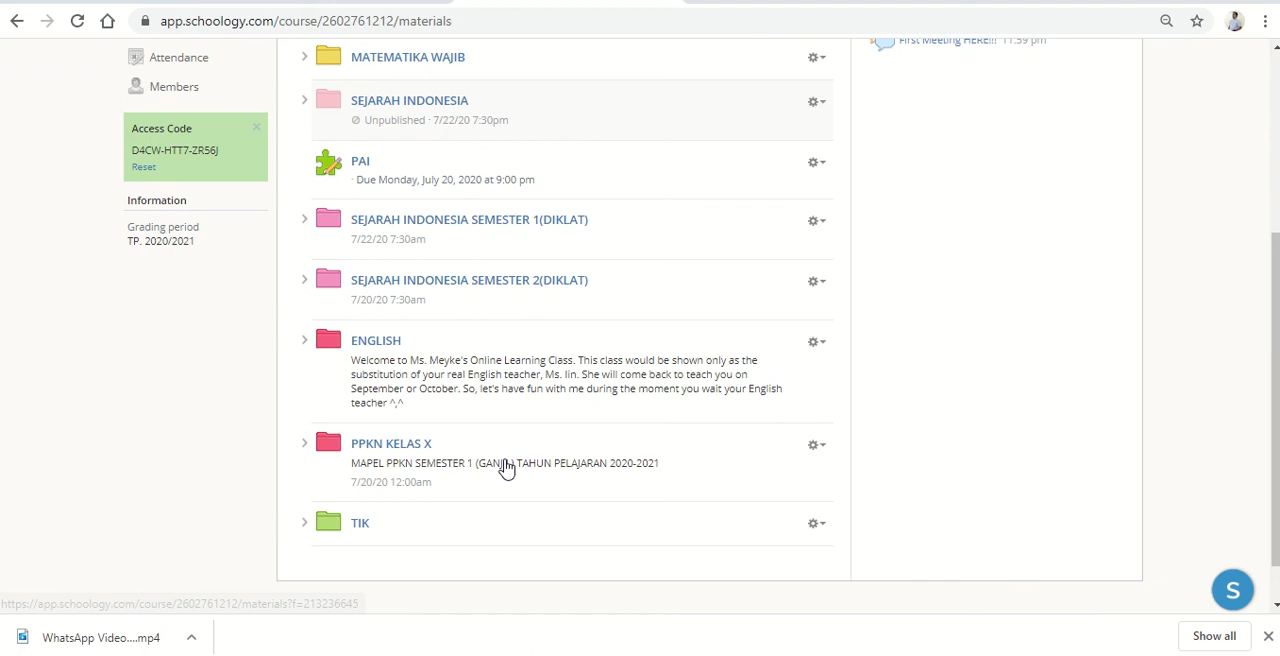 app.schoology.com/course/2602761212/materials
Attendance
Members
Access Code
D4CW-HTT7-ZR56J
Reset
Information
Grading period
TP. 2020/2021
MATEMATIKA WAJIB
SEJARAH INDONESIA
Unpublished · 7/22/20 7:30pm
PAI
· Due Monday, July 20, 2020 at 9:00 pm
SEJARAH INDONESIA SEMESTER 1(DIKLAT)
7/22/20 7:30am
SEJARAH INDONESIA SEMESTER 2(DIKLAT)
7/20/20 7:30am
ENGLISH
Welcome to Ms. Meyke's Online Learning Class. This class would be shown only as the
substitution of your real English teacher, Ms. Iin. She will come back to teach you on
September or October. So, let's have fun with me during the moment you wait your English
teacher ^,^
PPKN KELAS X
MAPEL PPKN SEMESTER 1 TAHUN PELAJARAN 2020-2021
7/20/20 12:00am
TIK
First Meeting HERE!!! 11:59 pm
S
https://app.schoology.com/course/2602761212/materials?f=213236645
WhatsApp Video....mp4
Show all